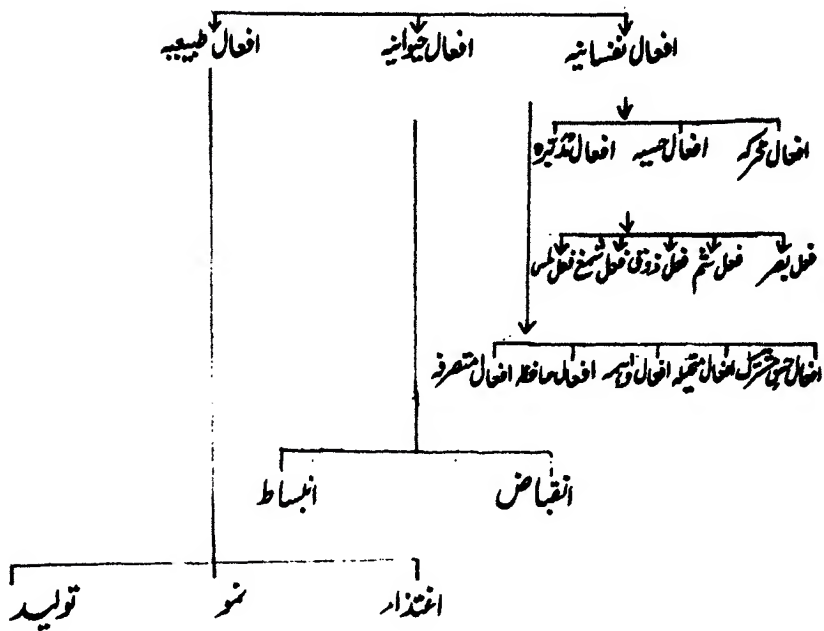 افعال نفسانیہ افعال حیوانیہ افعال طبیعیہ
افعال محرکہ افعال حسیہ افعال مدبرہ
فعل بصر فعل شم فعل ذوق فعل سمع فعل لمس
افعال حس مشترک افعال متخیلہ افعال واہمہ افعال حافظہ افعال متصرفہ
انقباض انبساط
اغتذاء نمو تولید